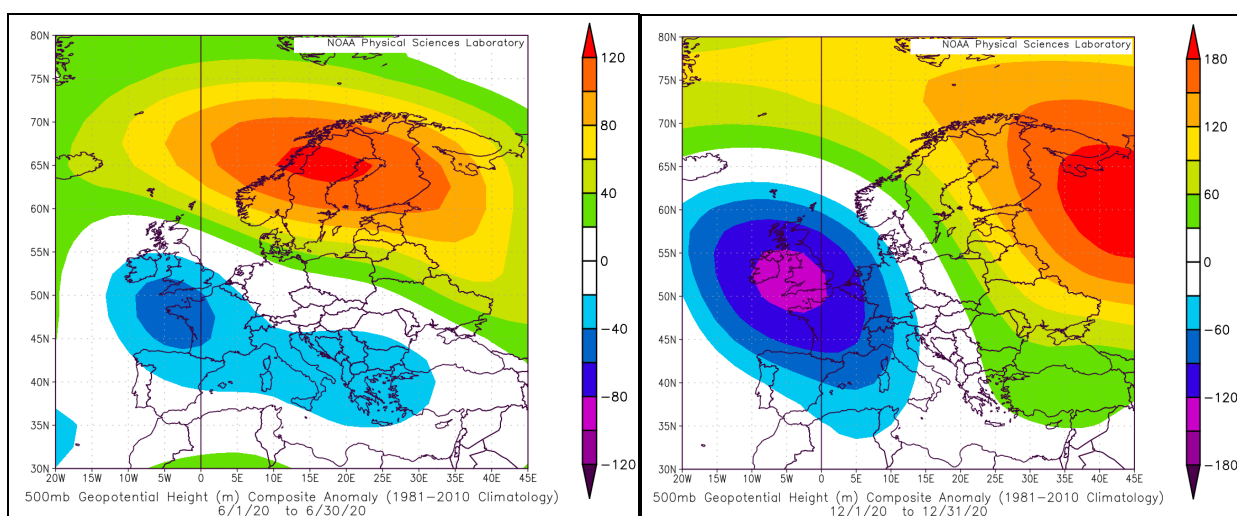 NOAA Physical Sciences Laboratory
80N
75N
70N
65N
60N
55N
50N
45N
40N
35N
30N
20W 15W 10W 5W 0 5E 10E 15E 20E 25E 30E 35E 40E 45E
120
80
40
0
−40
−80
−120
500mb Geopotential Height (m) Composite Anomaly (1981−2010 Climatology)
6/1/20 to 6/30/20
NOAA Physical Sciences Laboratory
80N
75N
70N
65N
60N
55N
50N
45N
40N
35N
30N
20W 15W 10W 5W 0 5E 10E 15E 20E 25E 30E 35E 40E 45E
180
120
60
0
−60
−120
−180
500mb Geopotential Height (m) Composite Anomaly (1981−2010 Climatology)
12/1/20 to 12/31/20